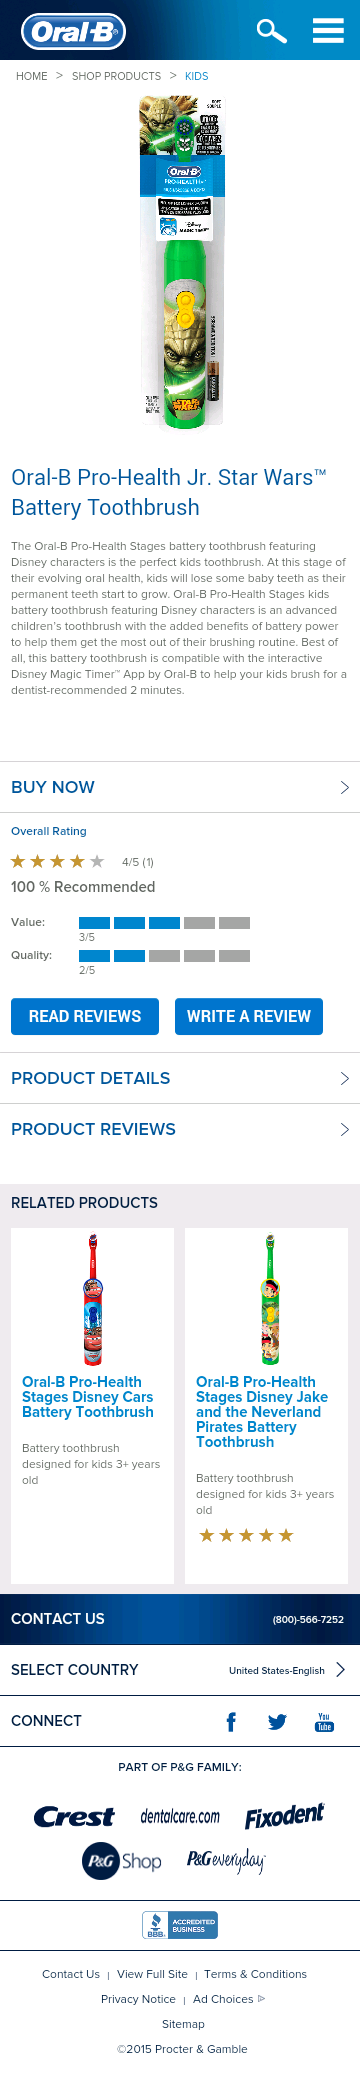 Oral-B
HOME > SHOP PRODUCTS > KIDS
Oral-B
PRO-HEALTH
Disney
MAGIC TIMER
STAR WARS
Oral-B Pro-Health Jr. Star Wars™
Battery Toothbrush
The Oral-B Pro-Health Stages battery toothbrush featuring
Disney characters is the perfect kids toothbrush. At this stage of
their evolving oral health, kids will lose some baby teeth as their
permanent teeth start to grow. Oral-B Pro-Health Stages kids
battery toothbrush featuring Disney characters is an advanced
children's toothbrush with the added benefits of battery power
to help them get the most out of their brushing routine. Best of
all, this battery toothbrush is compatible with the interactive
Disney Magic Timer™ App by Oral-B to help your kids brush for a
dentist-recommended 2 minutes.
BUY NOW
Overall Rating
4/5 (1)
100 % Recommended
Value:
3/5
Quality:
2/5
READ REVIEWS WRITE A REVIEW
PRODUCT DETAILS
PRODUCT REVIEWS
RELATED PRODUCTS
Oral-B Pro-Health
Stages Disney Cars
Battery Toothbrush
Battery toothbrush
designed for kids 3+ years
old
Oral-B Pro-Health
Stages Disney Jake
and the Neverland
Pirates Battery
Toothbrush
Battery toothbrush
designed for kids 3+ years
old
CONTACT US (800)-566-7252
SELECT COUNTRY United States-English
CONNECT f You Tube
PART OF P&G FAMILY:
Crest dentalcare.com Fixodent
P&G Shop P&G everyday
BBB ACCREDITED BUSINESS
Contact Us | View Full Site | Terms & Conditions
Privacy Notice | Ad Choices
Sitemap
©2015 Procter & Gamble